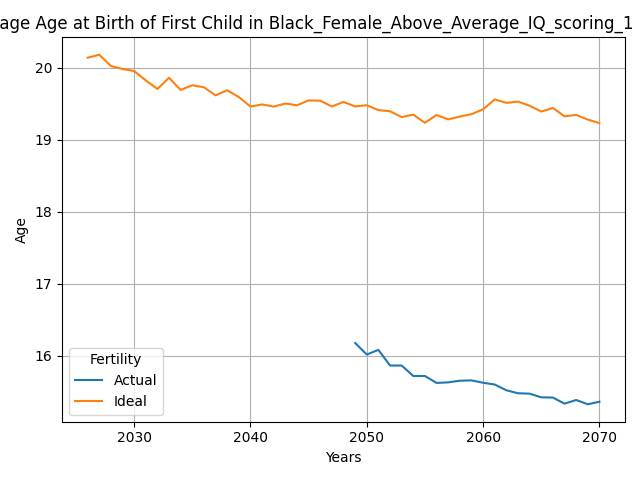 age Age at Birth of First Child in Black_Female_Above_Average_IQ_scoring_1
20
19
18
17
16
Age
Fertility
Actual
Ideal
2030
2040
2050
2060
2070
Years